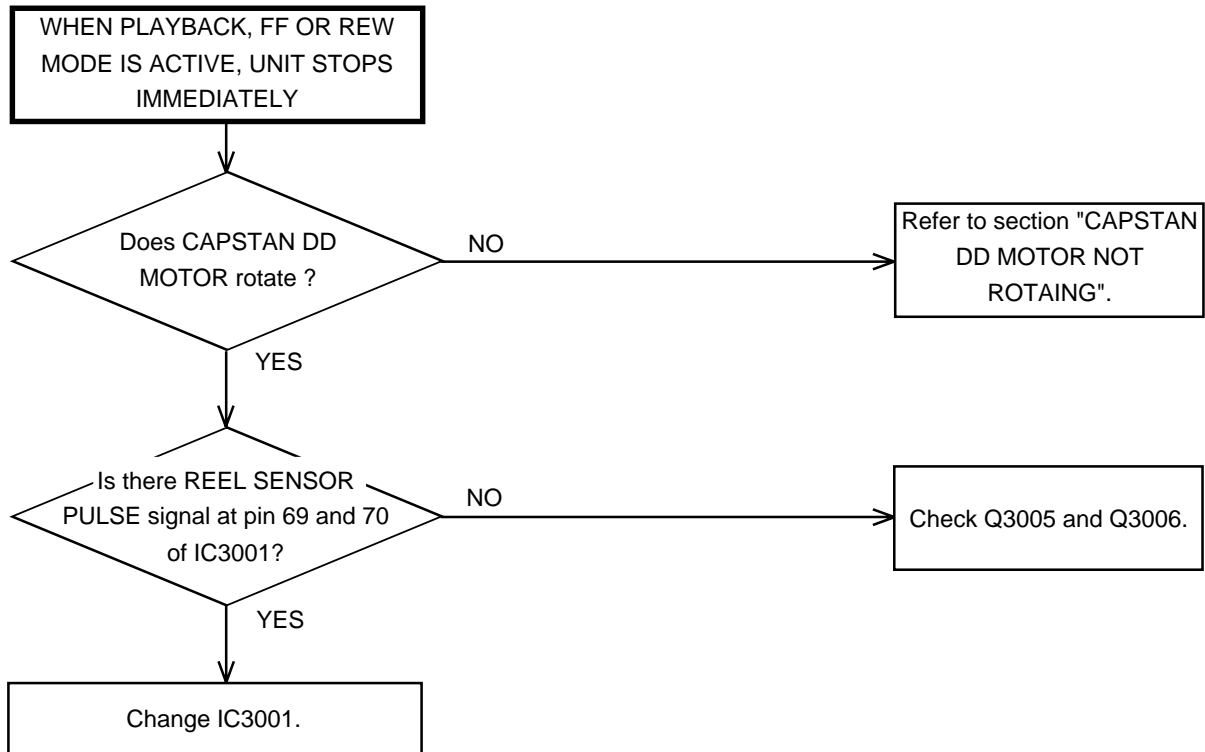 WHEN PLAYBACK, FF OR REW
MODE IS ACTIVE, UNIT STOPS
IMMEDIATELY
Does CAPSTAN DD
MOTOR rotate ?
NO
Refer to section "CAPSTAN
DD MOTOR NOT
ROTAING".
YES
Is there REEL SENSOR
PULSE signal at pin 69 and 70
of IC3001?
NO
Check Q3005 and Q3006.
YES
Change IC3001.